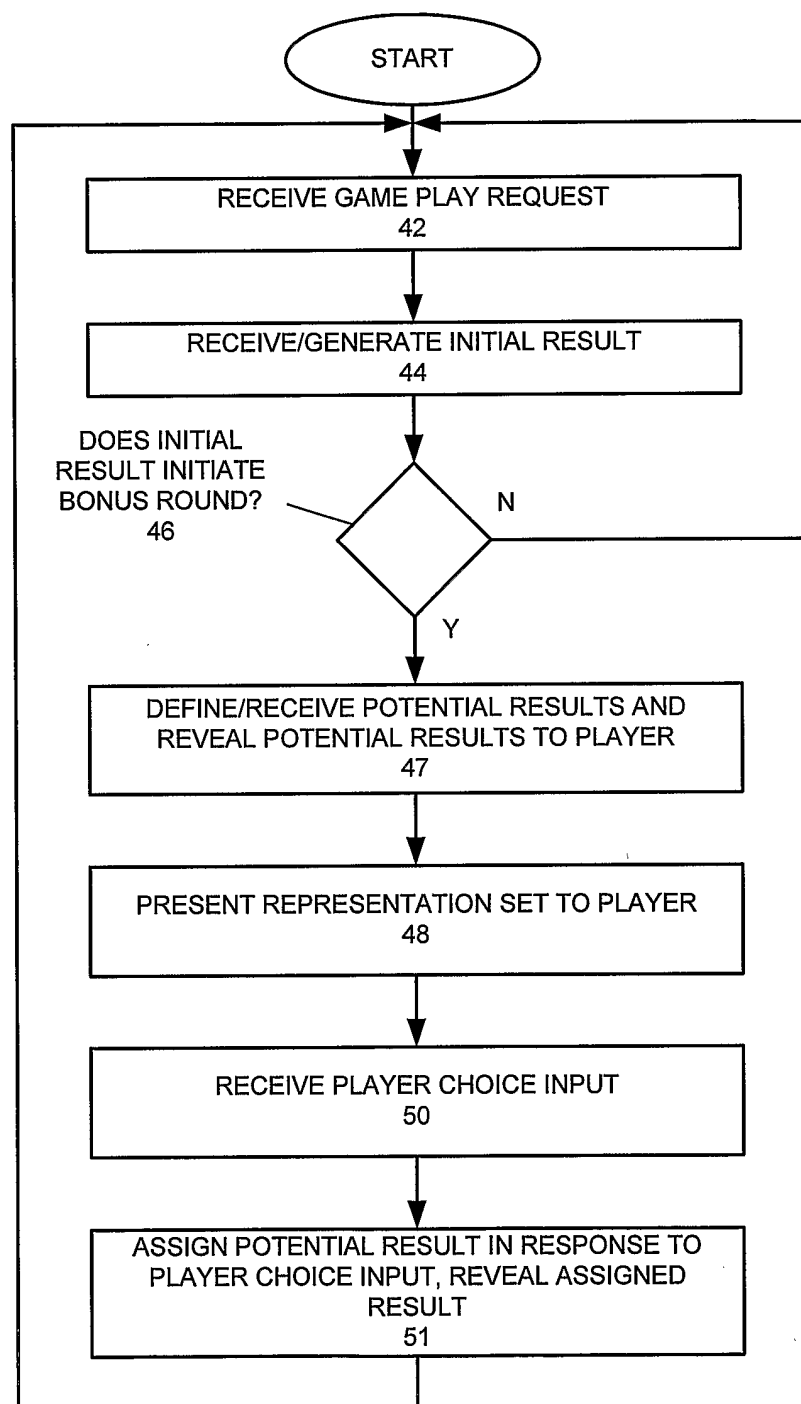 START
RECEIVE GAME PLAY REQUEST
42
RECEIVE/GENERATE INITIAL RESULT
44
DOES INITIAL
RESULT INITIATE
BONUS ROUND?
46
N
Y
DEFINE/RECEIVE POTENTIAL RESULTS AND
REVEAL POTENTIAL RESULTS TO PLAYER
47
PRESENT REPRESENTATION SET TO PLAYER
48
RECEIVE PLAYER CHOICE INPUT
50
ASSIGN POTENTIAL RESULT IN RESPONSE TO
PLAYER CHOICE INPUT, REVEAL ASSIGNED
RESULT
51